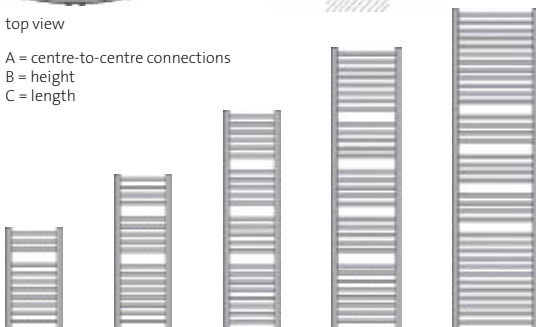 top view
A = centre-to-centre connections
B = height
C = length